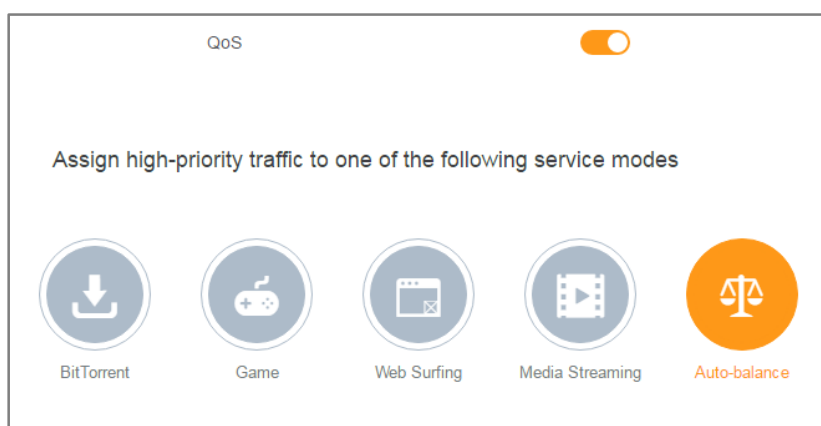 QoS
Assign high-priority traffic to one of the following service modes
BitTorrent Game Web Surfing Media Streaming Auto-balance